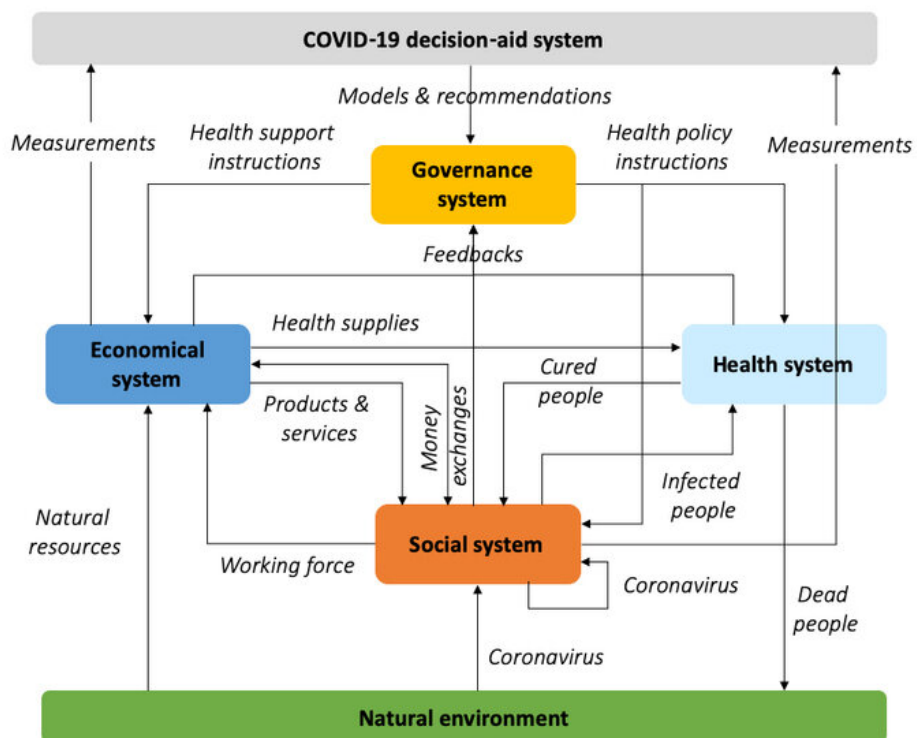 COVID-19 decision-aid system
Models & recommendations
Measurements
Health support
instructions
Health policy
instructions
Measurements
Governance
system
Feedbacks
Health supplies
Economical
system
Health system
Cured
people
Products &
services
Money
exchanges
Infected
people
Natural
resources
Social system
Working force
Coronavirus
Dead
people
Coronavirus
Natural environment